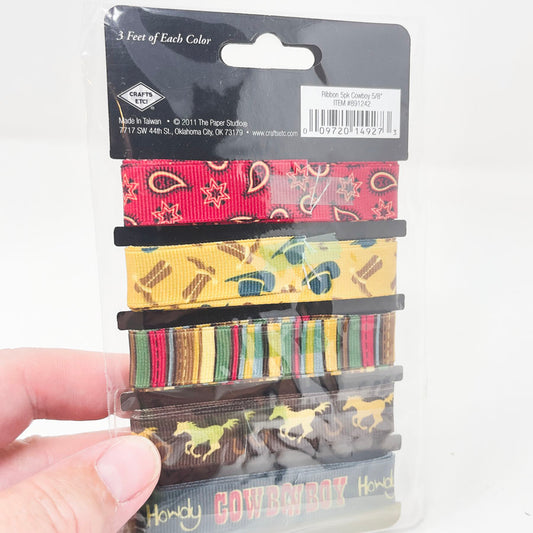 3 Feet of Each Color
CRAFTS
ETC!
Made In Taiwan • © 2011 The Paper Studio®
7717 SW 44th St., Oklahoma City, OK 73179 • www.craftsetc.com
Ribbon 5pk Cowboy 5/8"
ITEM #891242
0 09720 14927 3
Howdy COWBOY Howdy